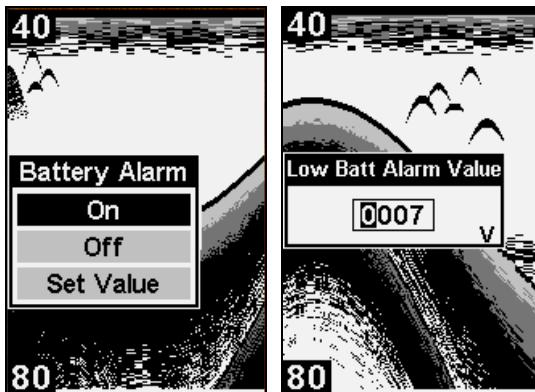 40
Battery Alarm
On
Off
Set Value
80
40
Low Batt Alarm Value
0007
V
80